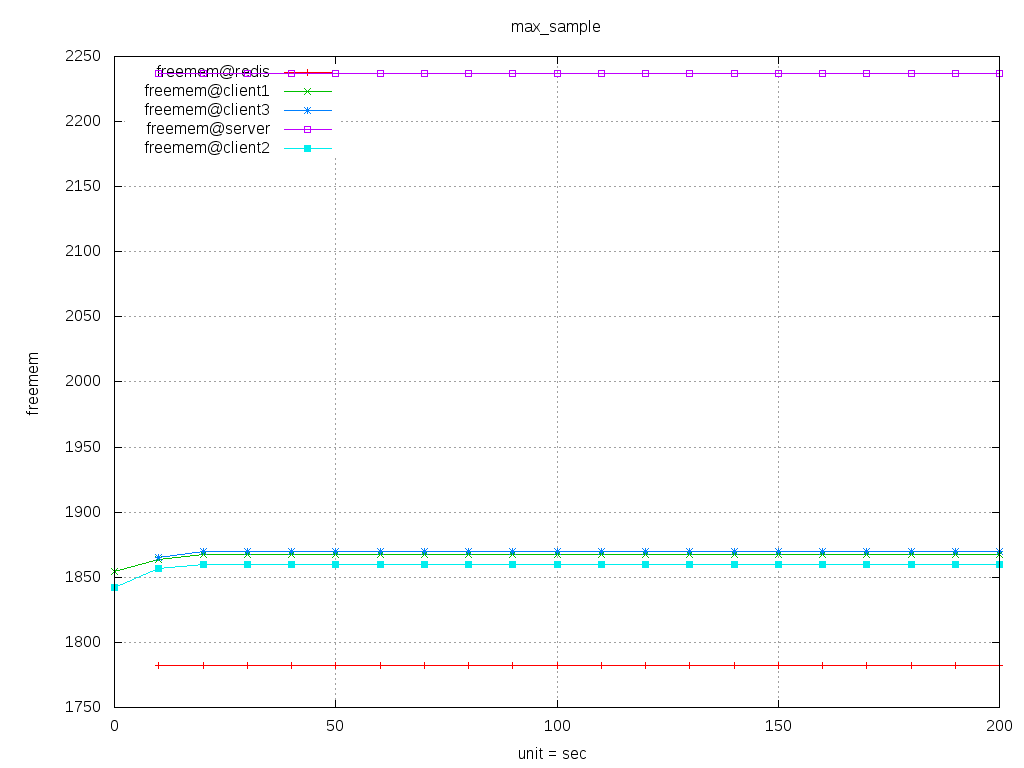 max_sample
freemem@redis
freemem@client1
freemem@client3
freemem@server
freemem@client2
freemem
2250
2200
2150
2100
2050
2000
1950
1900
1850
1800
1750
0 50 100 150 200
unit = sec